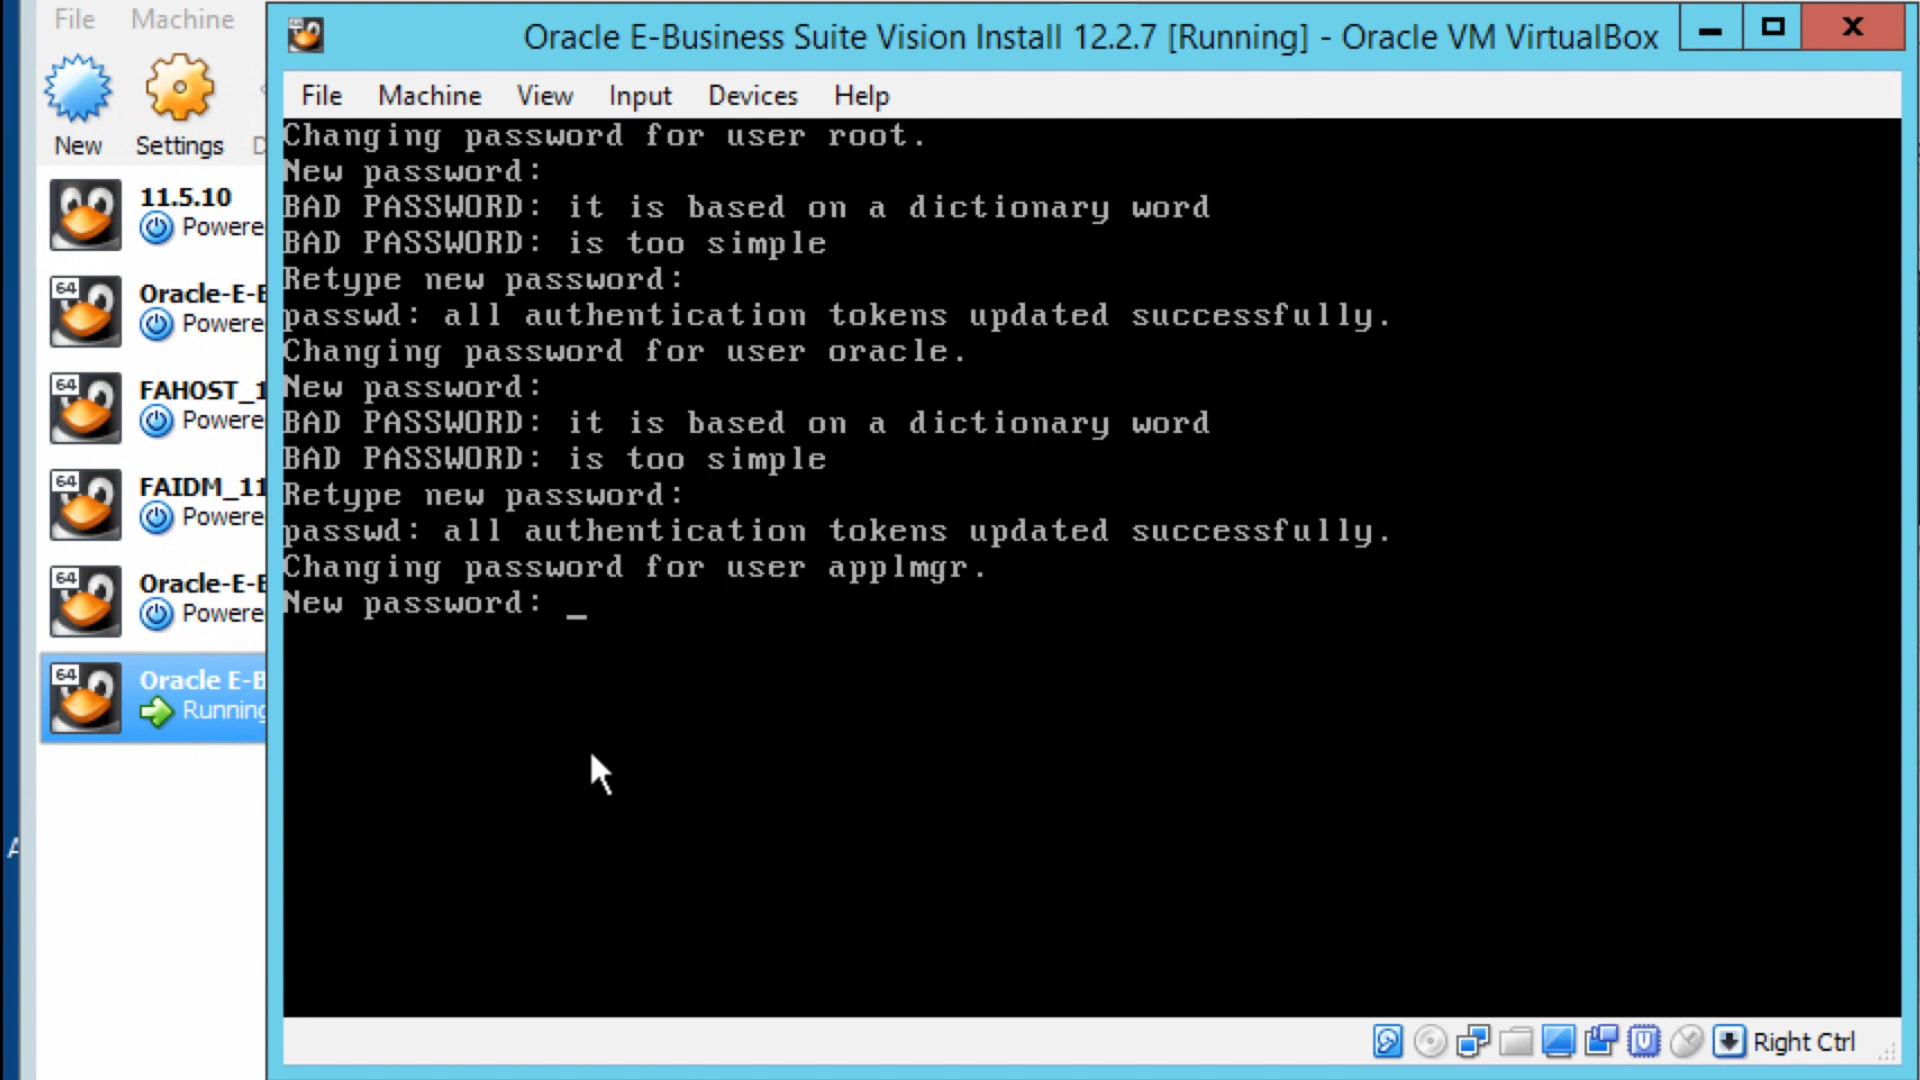 File Machine
New Settings
11.5.10
Powere
64
Oracle-E-B
Powere
64
FAHOST_1
Powere
64
FAIDM_11
Powere
64
Oracle-E-B
Powere
64
Oracle E-B
Running
Oracle E-Business Suite Vision Install 12.2.7 [Running] - Oracle VM VirtualBox
File Machine View Input Devices Help
Changing password for user root.
New password:
BAD PASSWORD: it is based on a dictionary word
BAD PASSWORD: is too simple
Retype new password:
passwd: all authentication tokens updated successfully.
Changing password for user oracle.
New password:
BAD PASSWORD: it is based on a dictionary word
BAD PASSWORD: is too simple
Retype new password:
passwd: all authentication tokens updated successfully.
Changing password for user applmgr.
New password: _
Right Ctrl